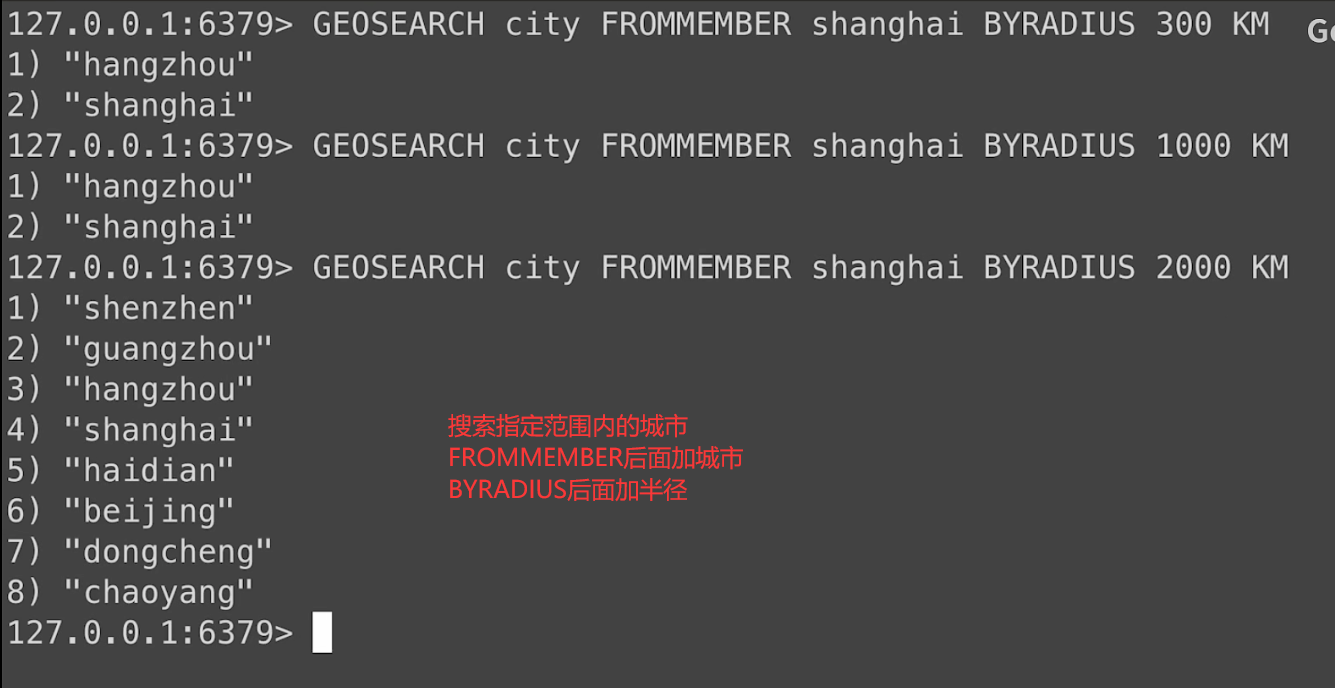 127.0.0.1:6379> GEOSEARCH city FROMMEMBER shanghai BYRADIUS 300 KM
1) "hangzhou"
2) "shanghai"
127.0.0.1:6379> GEOSEARCH city FROMMEMBER shanghai BYRADIUS 1000 KM
1) "hangzhou"
2) "shanghai"
127.0.0.1:6379> GEOSEARCH city FROMMEMBER shanghai BYRADIUS 2000 KM
1) "shenzhen"
2) "guangzhou"
3) "hangzhou"
4) "shanghai"
5) "haidian"
6) "beijing"
7) "dongcheng"
8) "chaoyang"
127.0.0.1:6379>
搜索指定范围内的城市
FROMMEMBER后面加城市
BYRADIUS后面加半径